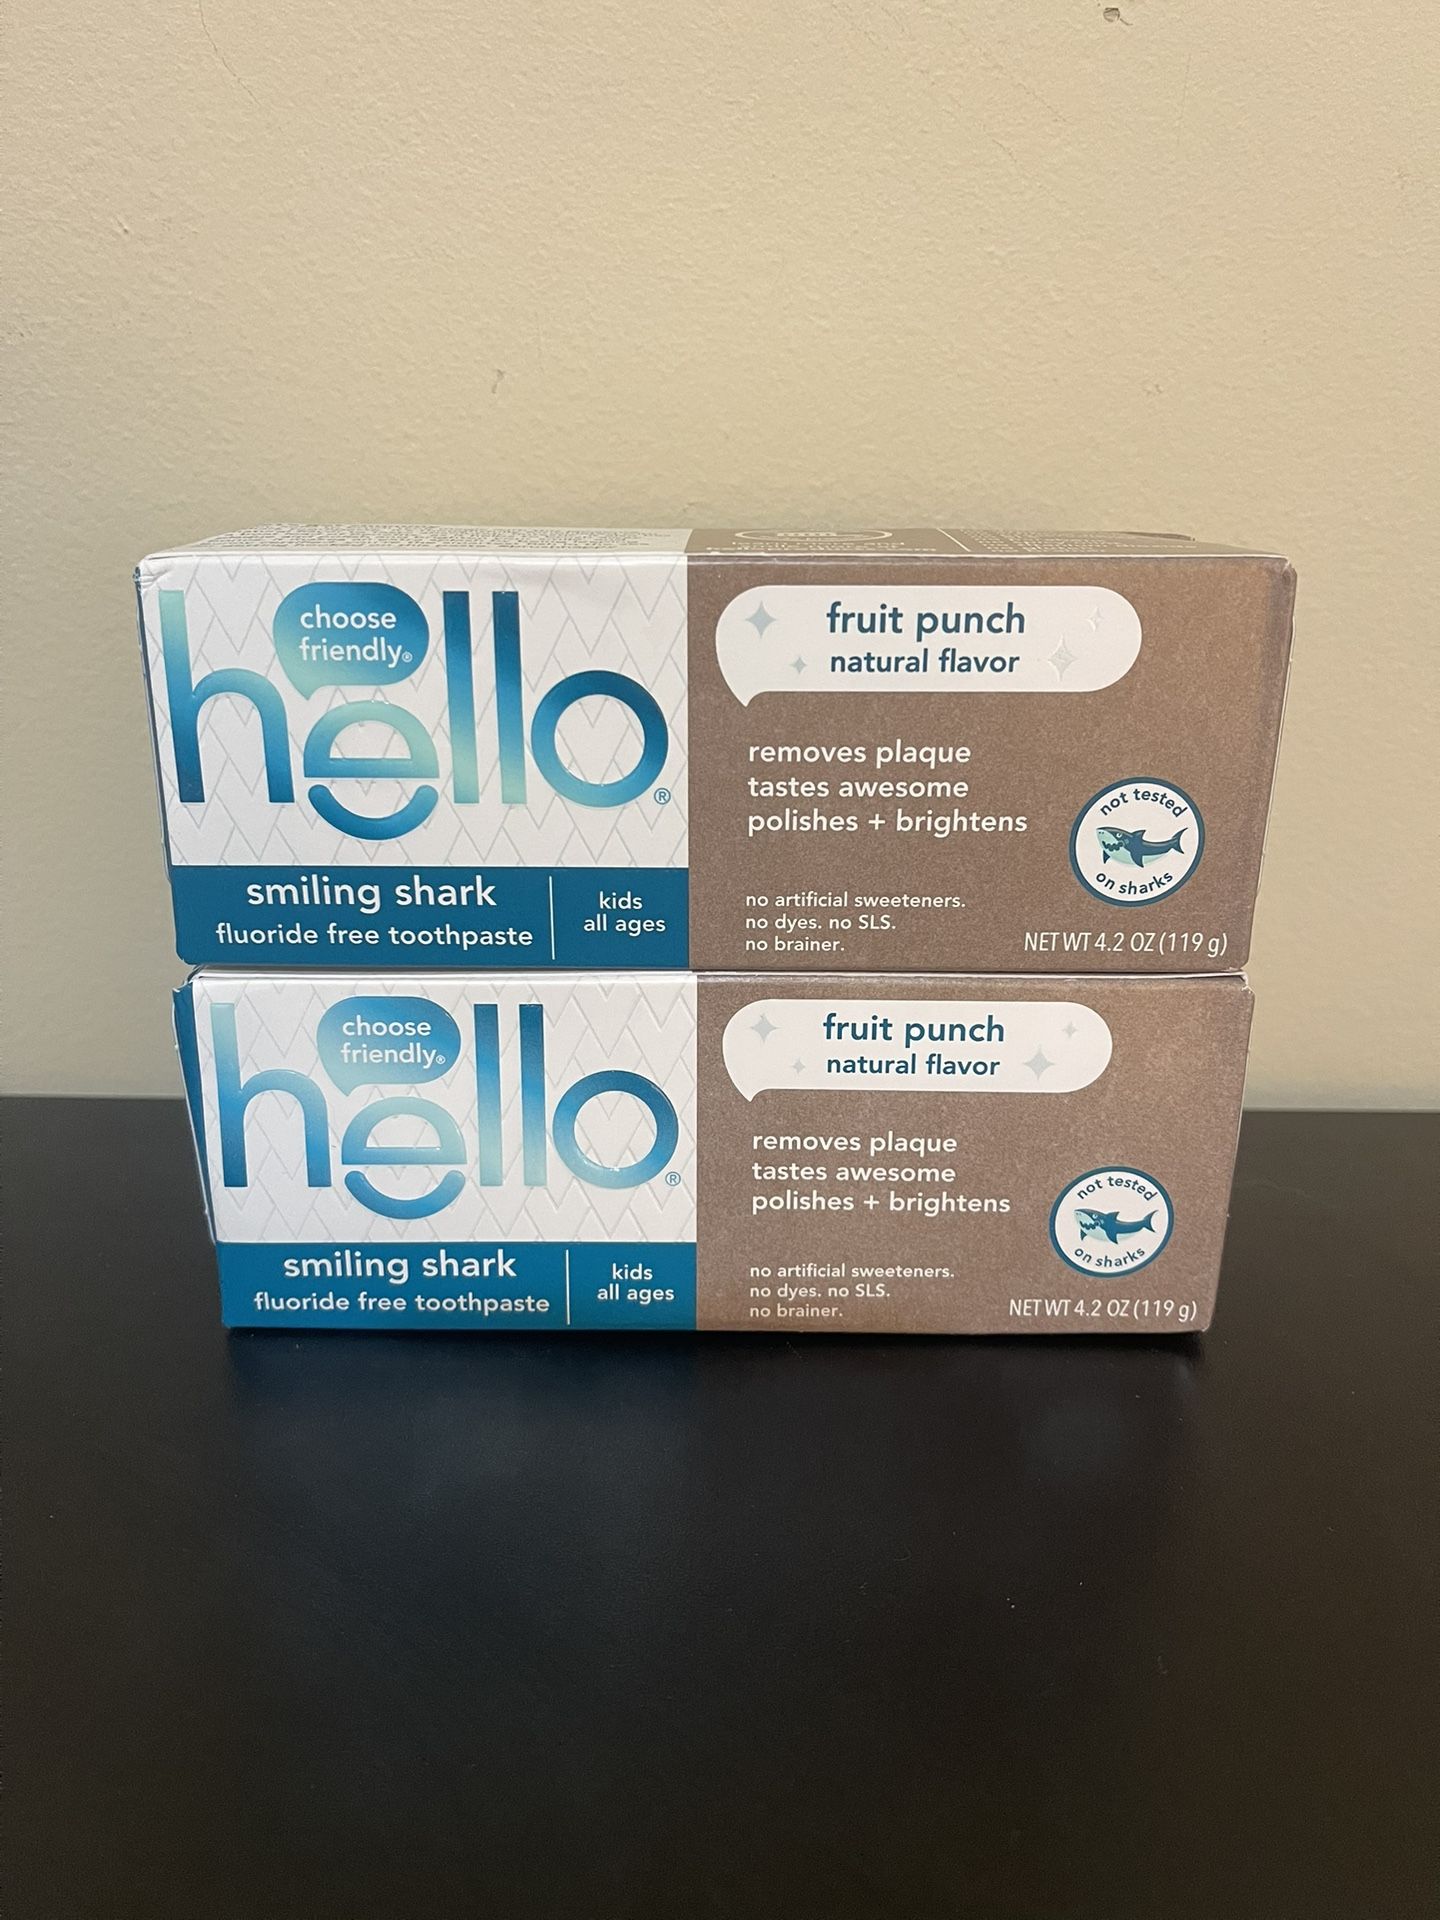 choose
friendly®
hello®
smiling shark
fluoride free toothpaste
kids
all ages
fruit punch
natural flavor
removes plaque
tastes awesome
polishes + brightens
no artificial sweeteners.
no dyes. no SLS.
no brainer.
not tested
on sharks
NET WT 4.2 OZ (119 g)
choose
friendly®
hello®
smiling shark
fluoride free toothpaste
kids
all ages
fruit punch
natural flavor
removes plaque
tastes awesome
polishes + brightens
no artificial sweeteners.
no dyes. no SLS.
no brainer.
not tested
on sharks
NET WT 4.2 OZ (119 g)